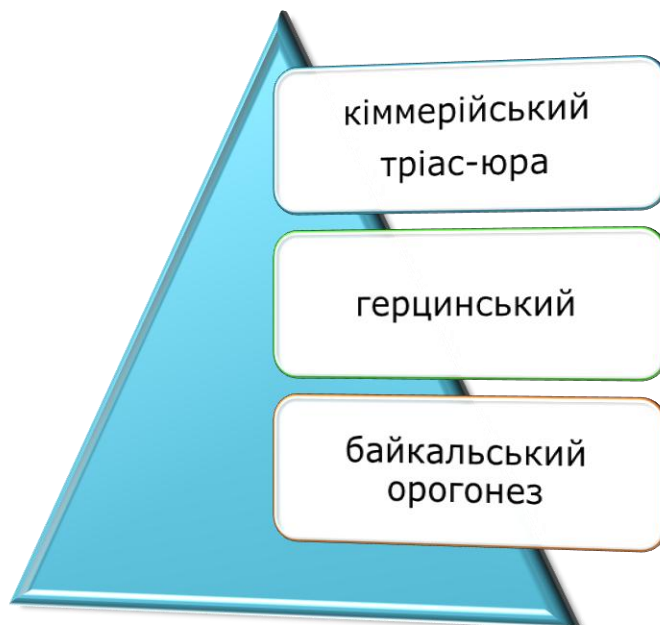 кіммерійський
тріас-юра
герцинський
байкальський
орогонез